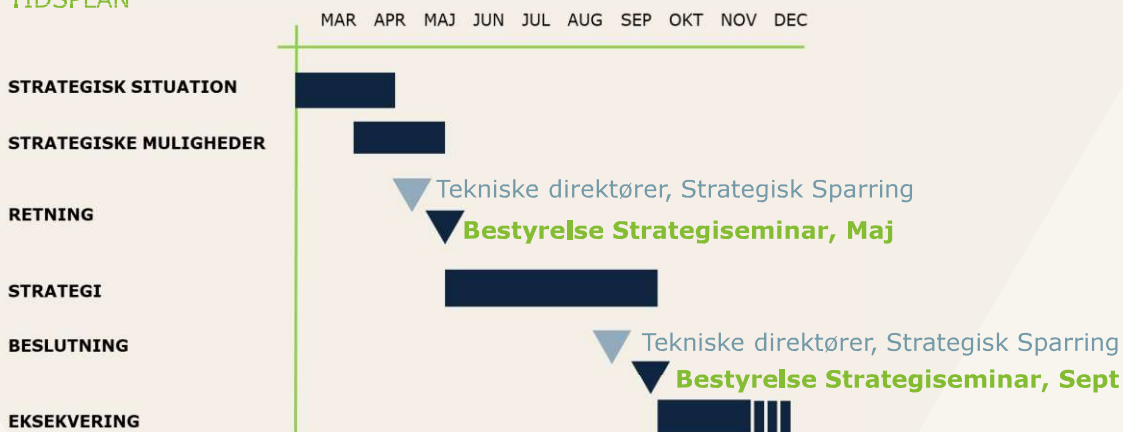 TIDSPLAN
MAR APR MAJ JUN JUL AUG SEP OKT NOV DEC
STRATEGISK SITUATION
STRATEGISKE MULIGHEDER
Tekniske direktører, Strategisk Sparring
RETNING
Bestyrelse Strategiseminar, Maj
STRATEGI
BESLUTNING
Tekniske direktører, Strategisk Sparring
Bestyrelse Strategiseminar, Sept
EKSEKVERING